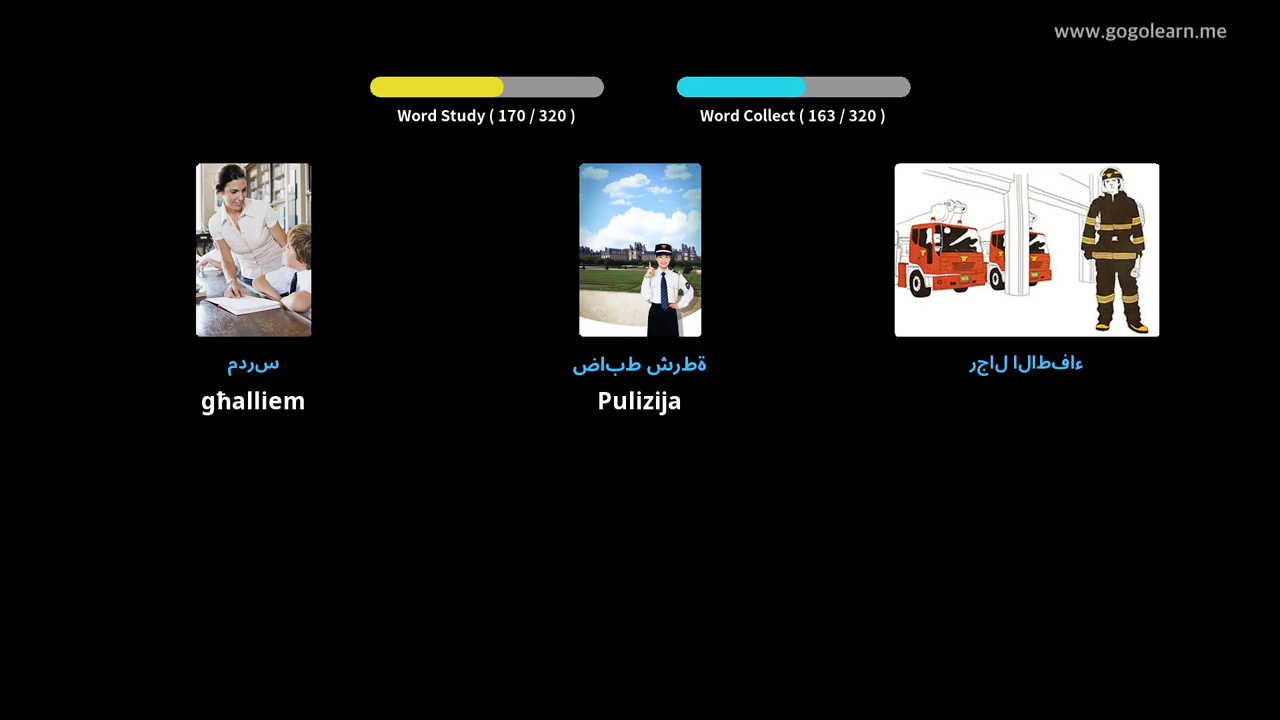 www.gogolearn.me
Word Study ( 170 / 320 )
Word Collect ( 163 / 320 )
سردم
ةطرش طباض
ءافطالا لاجر
għalliem
Pulizija